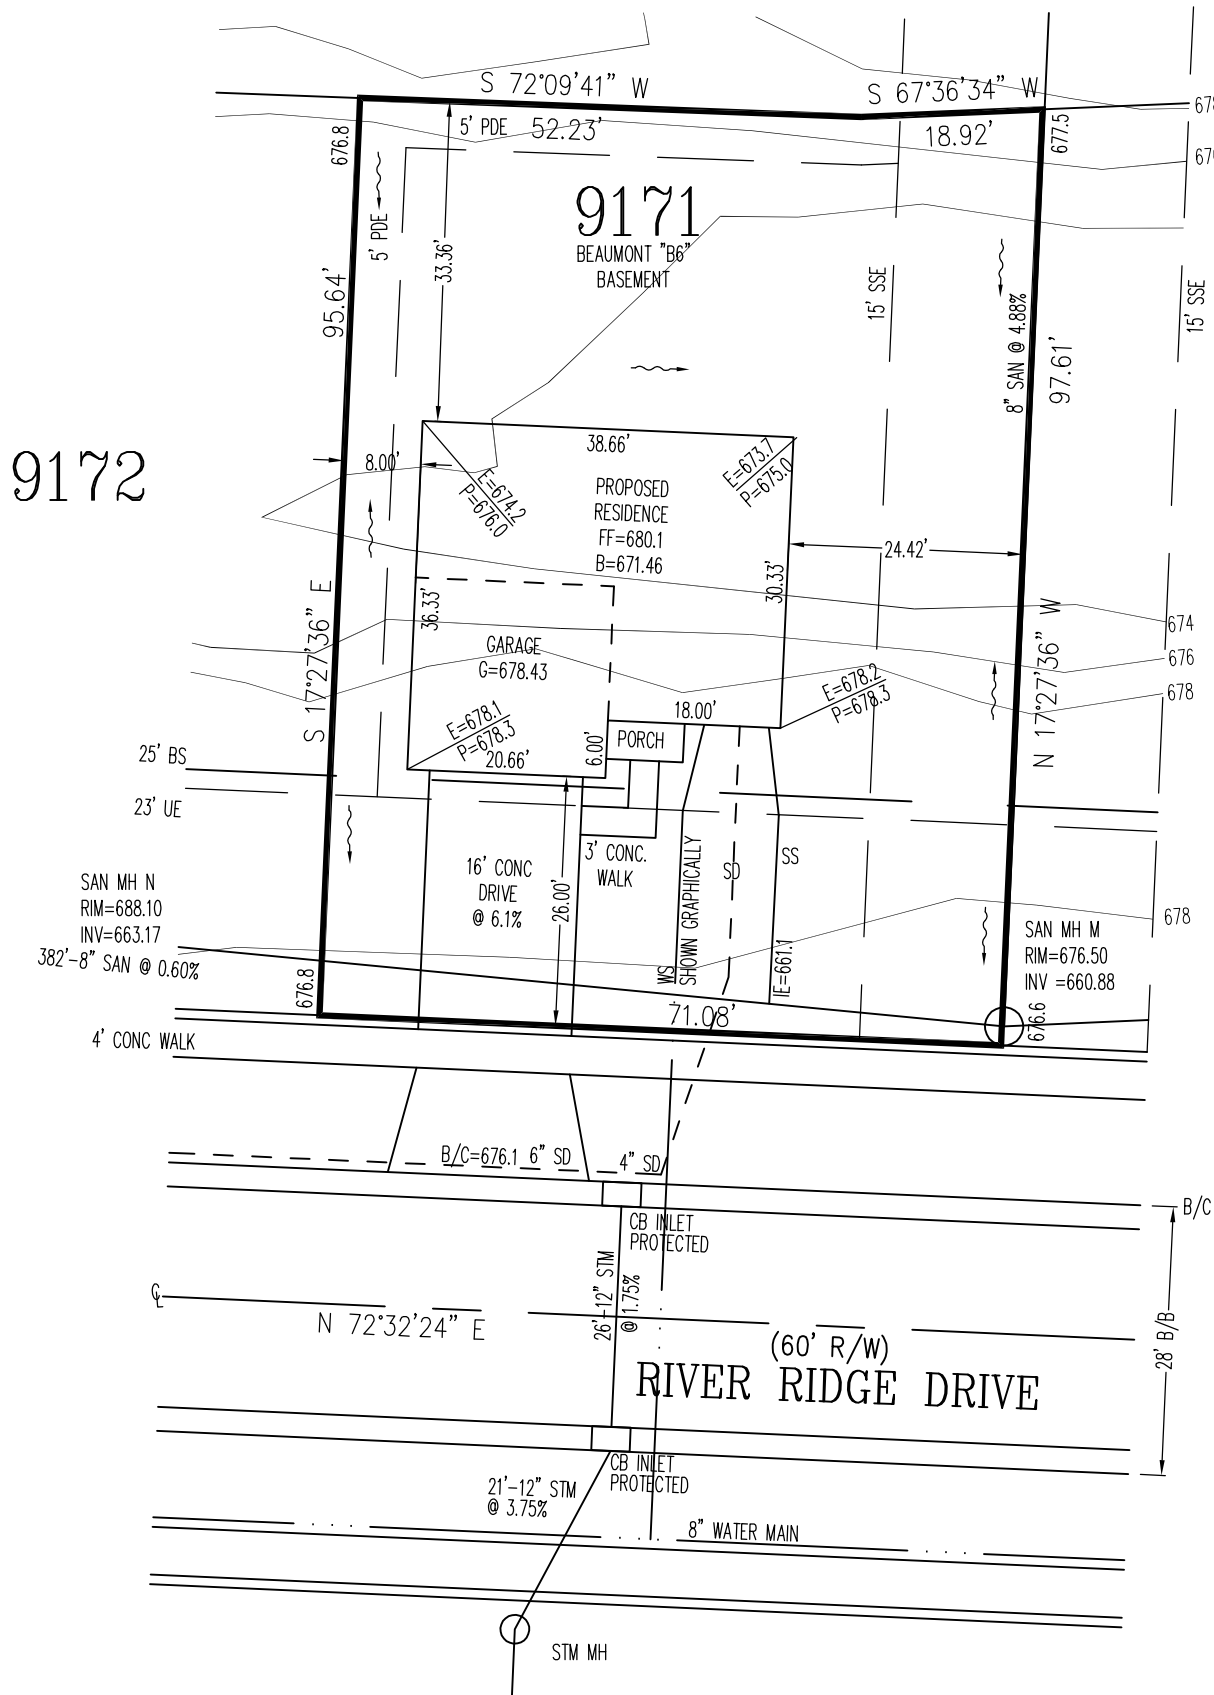 S 72°09'41" W
S 67°36'34" W
5' PDE 52.23'
18.92'
676.8
677.5
5' PDE
33.36'
9171
BEAUMONT "B6"
BASEMENT
15' SSE
15' SSE
8" SAN @ 4.88%
95.64'
97.61'
9172
38.66'
8.00'
E=674.2
P=676.0
E=673.7
P=675.0
PROPOSED
RESIDENCE
FF=680.1
B=671.46
24.42'
30.33'
36.33'
S 17°27'36" E
N 17°27'36" W
674
676
678
GARAGE
G=678.43
E=678.2
P=678.3
E=678.1
P=678.3
18.00'
PORCH
6.00'
20.66'
25' BS
23' UE
16' CONC
DRIVE
@ 6.1%
26.00'
3' CONC.
WALK
WS
SHOWN GRAPHICALLY
SD
SS
IE=661.1
678
SAN MH N
RIM=688.10
INV=663.17
382'-8" SAN @ 0.60%
SAN MH M
RIM=676.50
INV =660.88
676.8
676.6
71.08'
4' CONC WALK
B/C=676.1 6" SD
4" SD
B/C
CB INLET
PROTECTED
26'-12" STM
@ 1.75%
28' B/B
N 72°32'24" E
(60' R/W)
RIVER RIDGE DRIVE
CB INLET
PROTECTED
21'-12" STM
@ 3.75%
8" WATER MAIN
STM MH